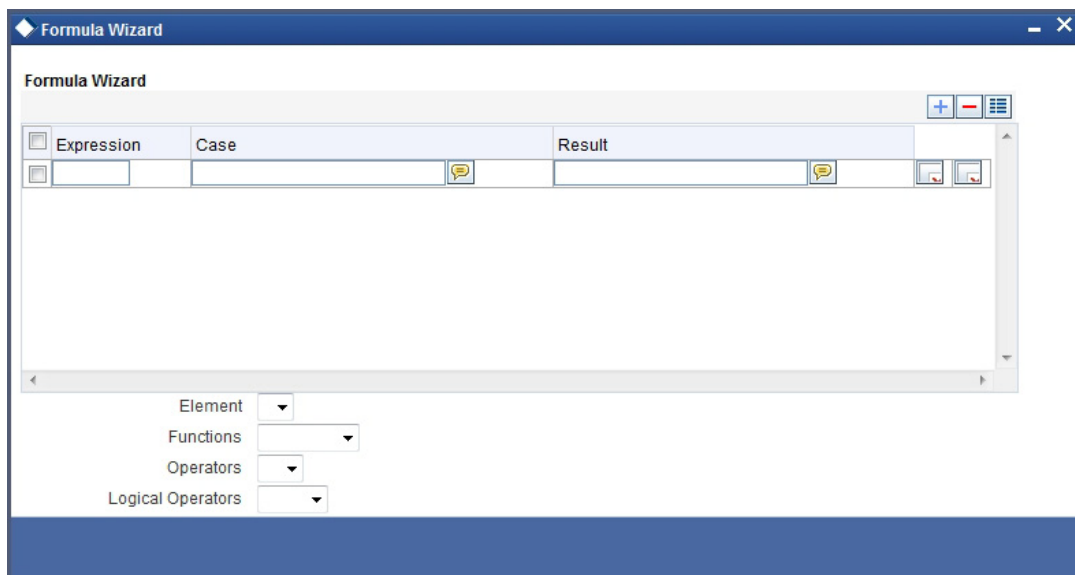 Formula Wizard
Formula Wizard
Expression Case Result
Element
Functions
Operators
Logical Operators